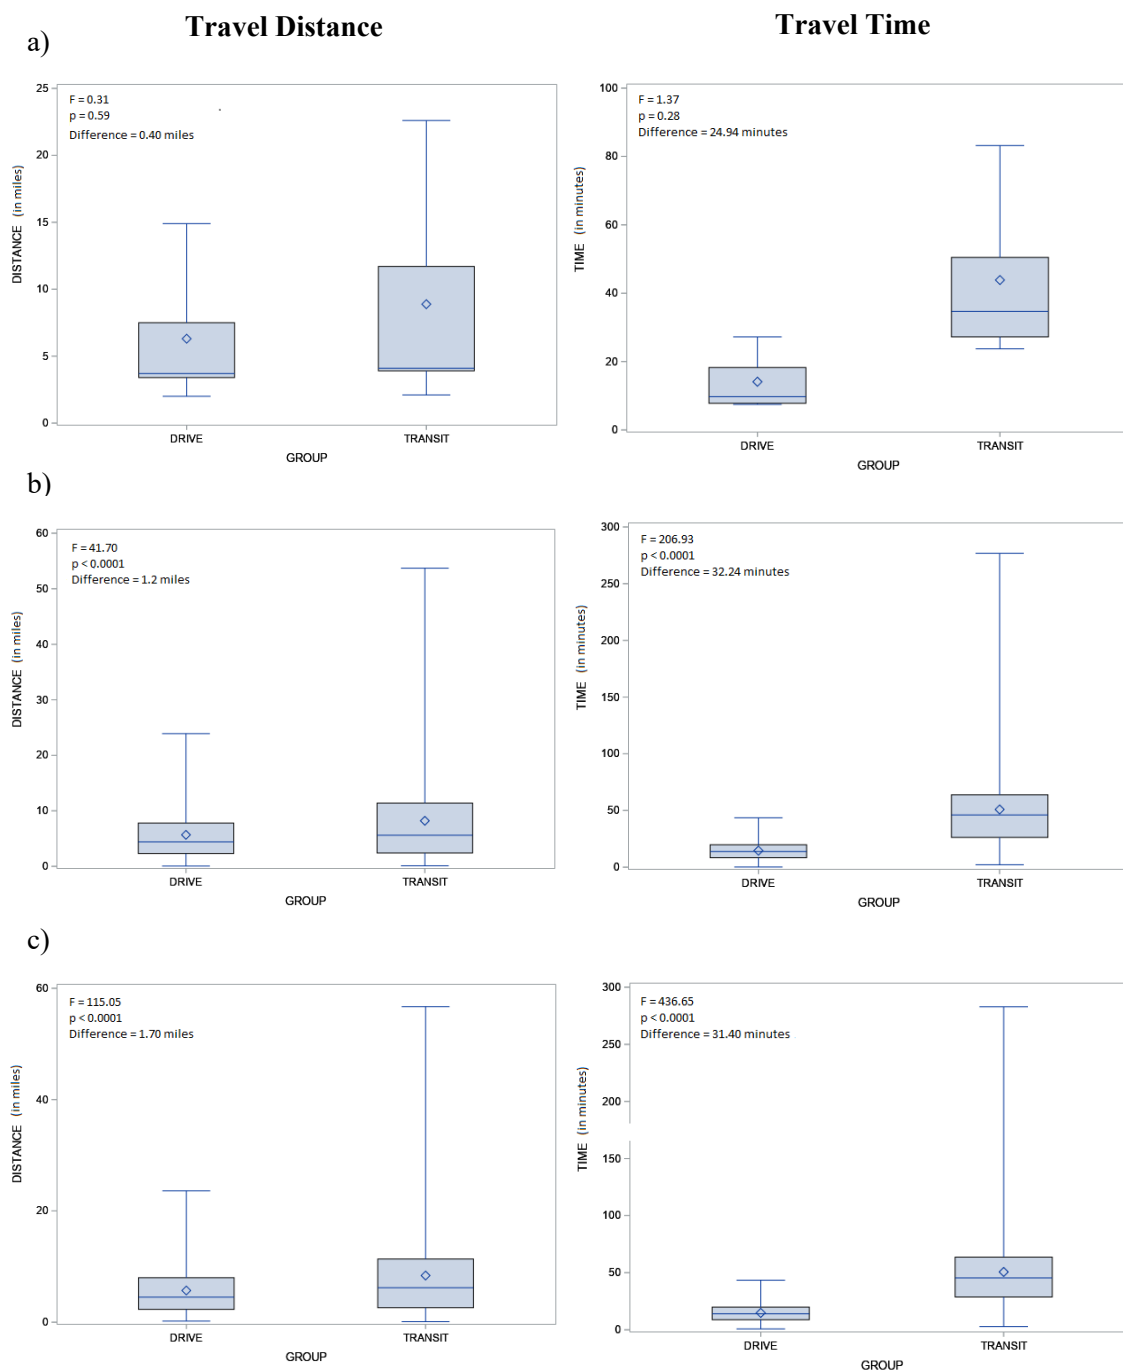 Travel Distance
Travel Time
a)
25
20
15
10
5
0
DISTANCE (in miles)
F = 0.31
p = 0.59
Difference = 0.40 miles
DRIVE
TRANSIT
GROUP
100
80
60
40
20
0
TIME (in minutes)
F = 1.37
p = 0.28
Difference = 24.94 minutes
DRIVE
TRANSIT
GROUP
b)
60
50
40
30
20
10
0
DISTANCE (in miles)
F = 41.70
p < 0.0001
Difference = 1.2 miles
DRIVE
TRANSIT
GROUP
300
250
200
150
100
50
0
TIME (in minutes)
F = 206.93
p < 0.0001
Difference = 32.24 minutes
DRIVE
TRANSIT
GROUP
c)
60
40
20
0
DISTANCE (in miles)
F = 115.05
p < 0.0001
Difference = 1.70 miles
DRIVE
TRANSIT
GROUP
300
250
200
150
100
50
0
TIME (in minutes)
F = 436.65
p < 0.0001
Difference = 31.40 minutes
DRIVE
TRANSIT
GROUP